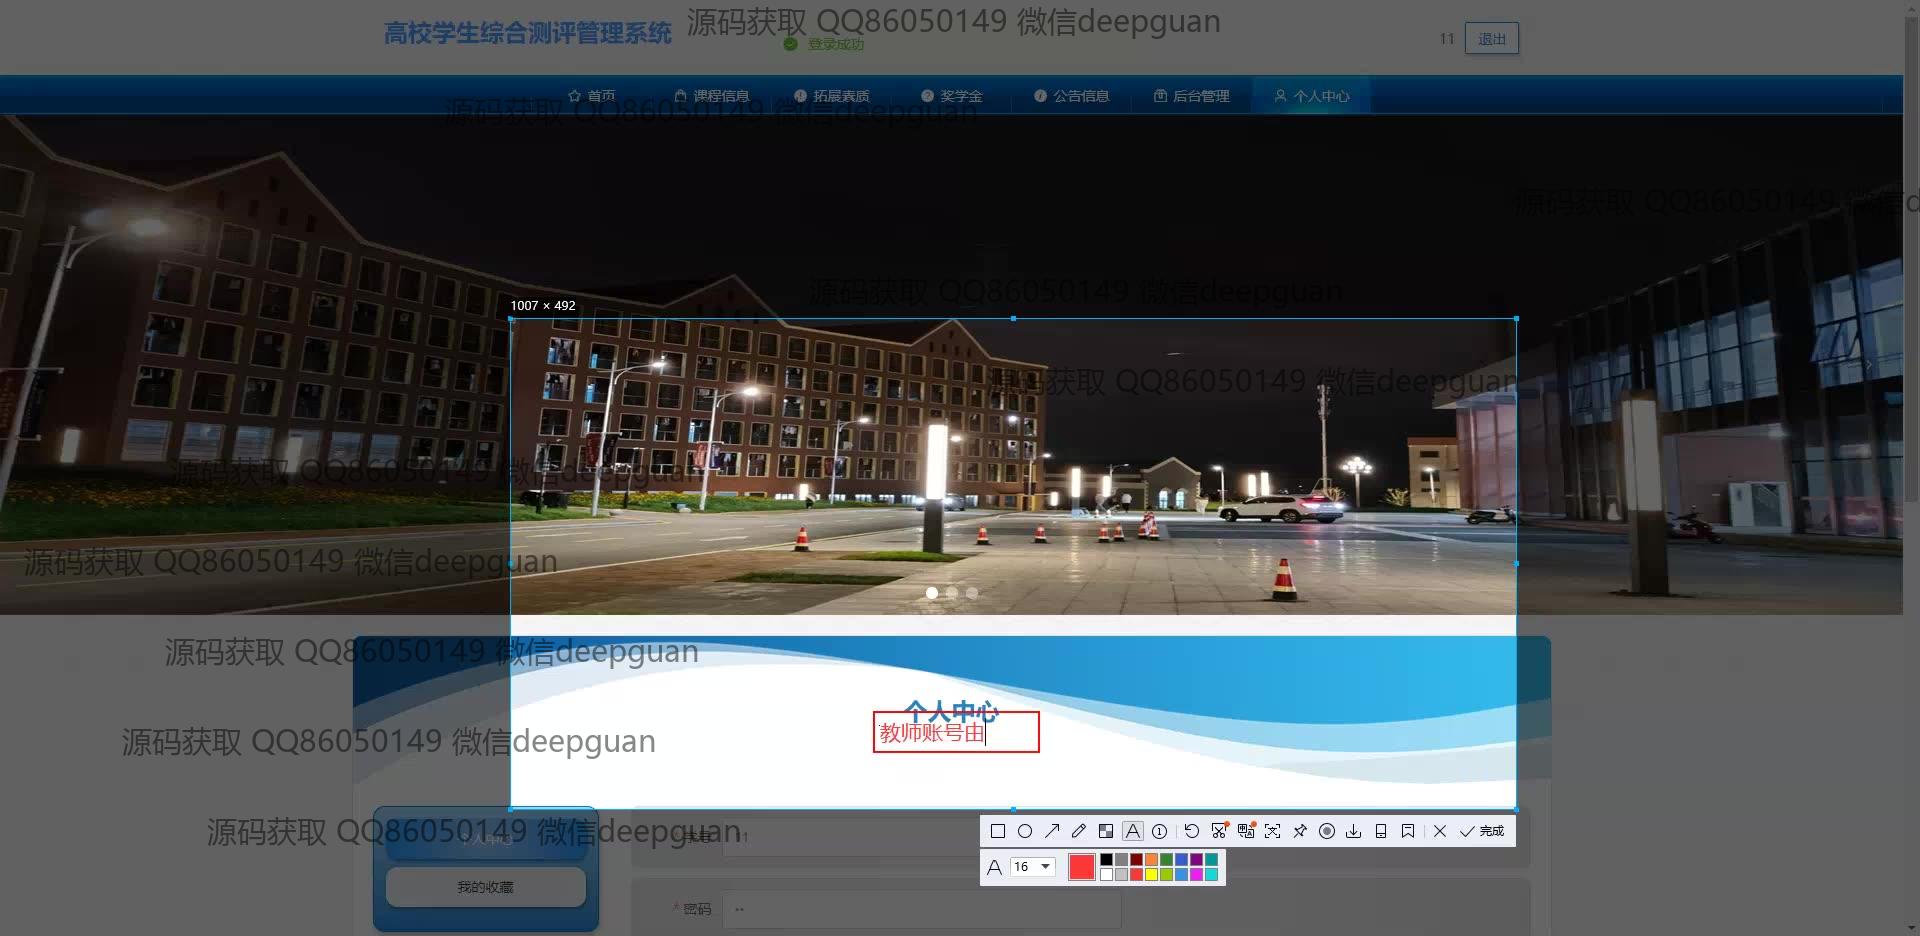 高校学生综合测评管理系统
源码获取 QQ86050149 微信deepguan
登录成功
11
退出
首页
课程信息
拓展素质
奖学金
公告信息
后台管理
个人中心
源码获取 QQ86050149 微信deepguan
源码获取 QQ86050149 微信d
源码获取 QQ86050149 微信deepguan
1007 × 492
源码获取 QQ86050149 微信deepguan
源码获取 QQ86050149 微信deepguan
源码获取 QQ86050149 微信deepguan
源码获取 QQ86050149 微信deepguan
个人中心
教师账号由
源码获取 QQ86050149 微信deepguan
源码获取 QQ86050149 微信deepguan
个人中心
11
完成
16
我的收藏
* 密码